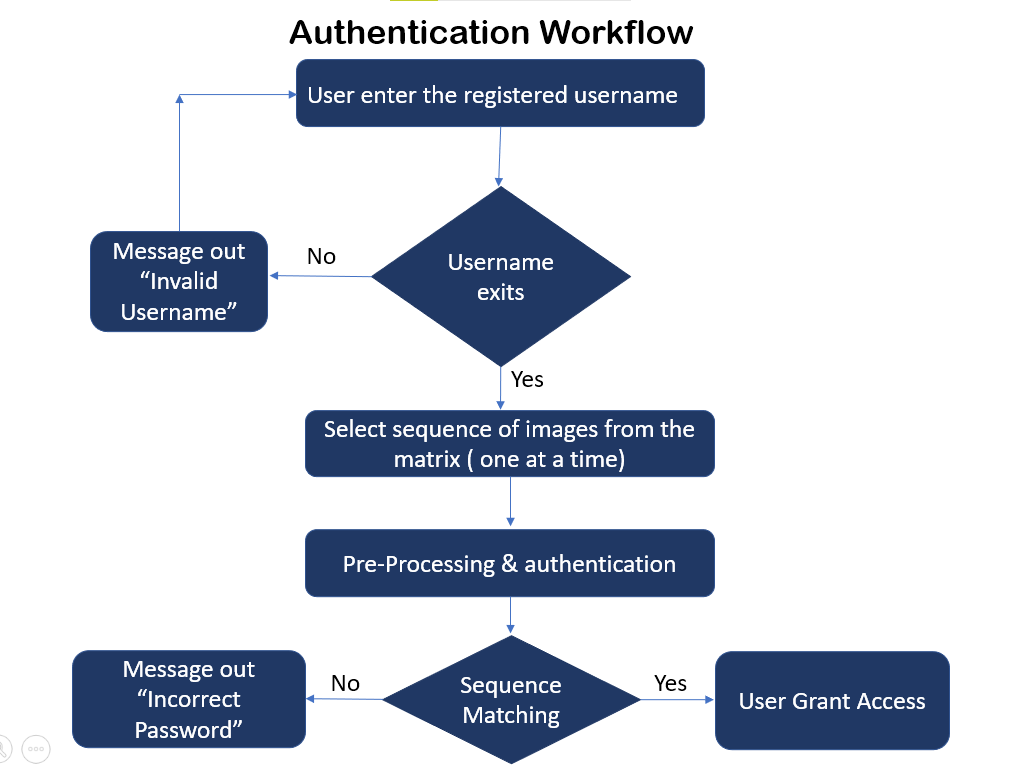 Authentication Workflow
User enter the registered username
Message out
“Invalid
Username”
No
Username
exits
Yes
Select sequence of images from the
matrix ( one at a time)
Pre-Processing & authentication
Message out
“Incorrect
Password”
No
Sequence
Matching
Yes
User Grant Access